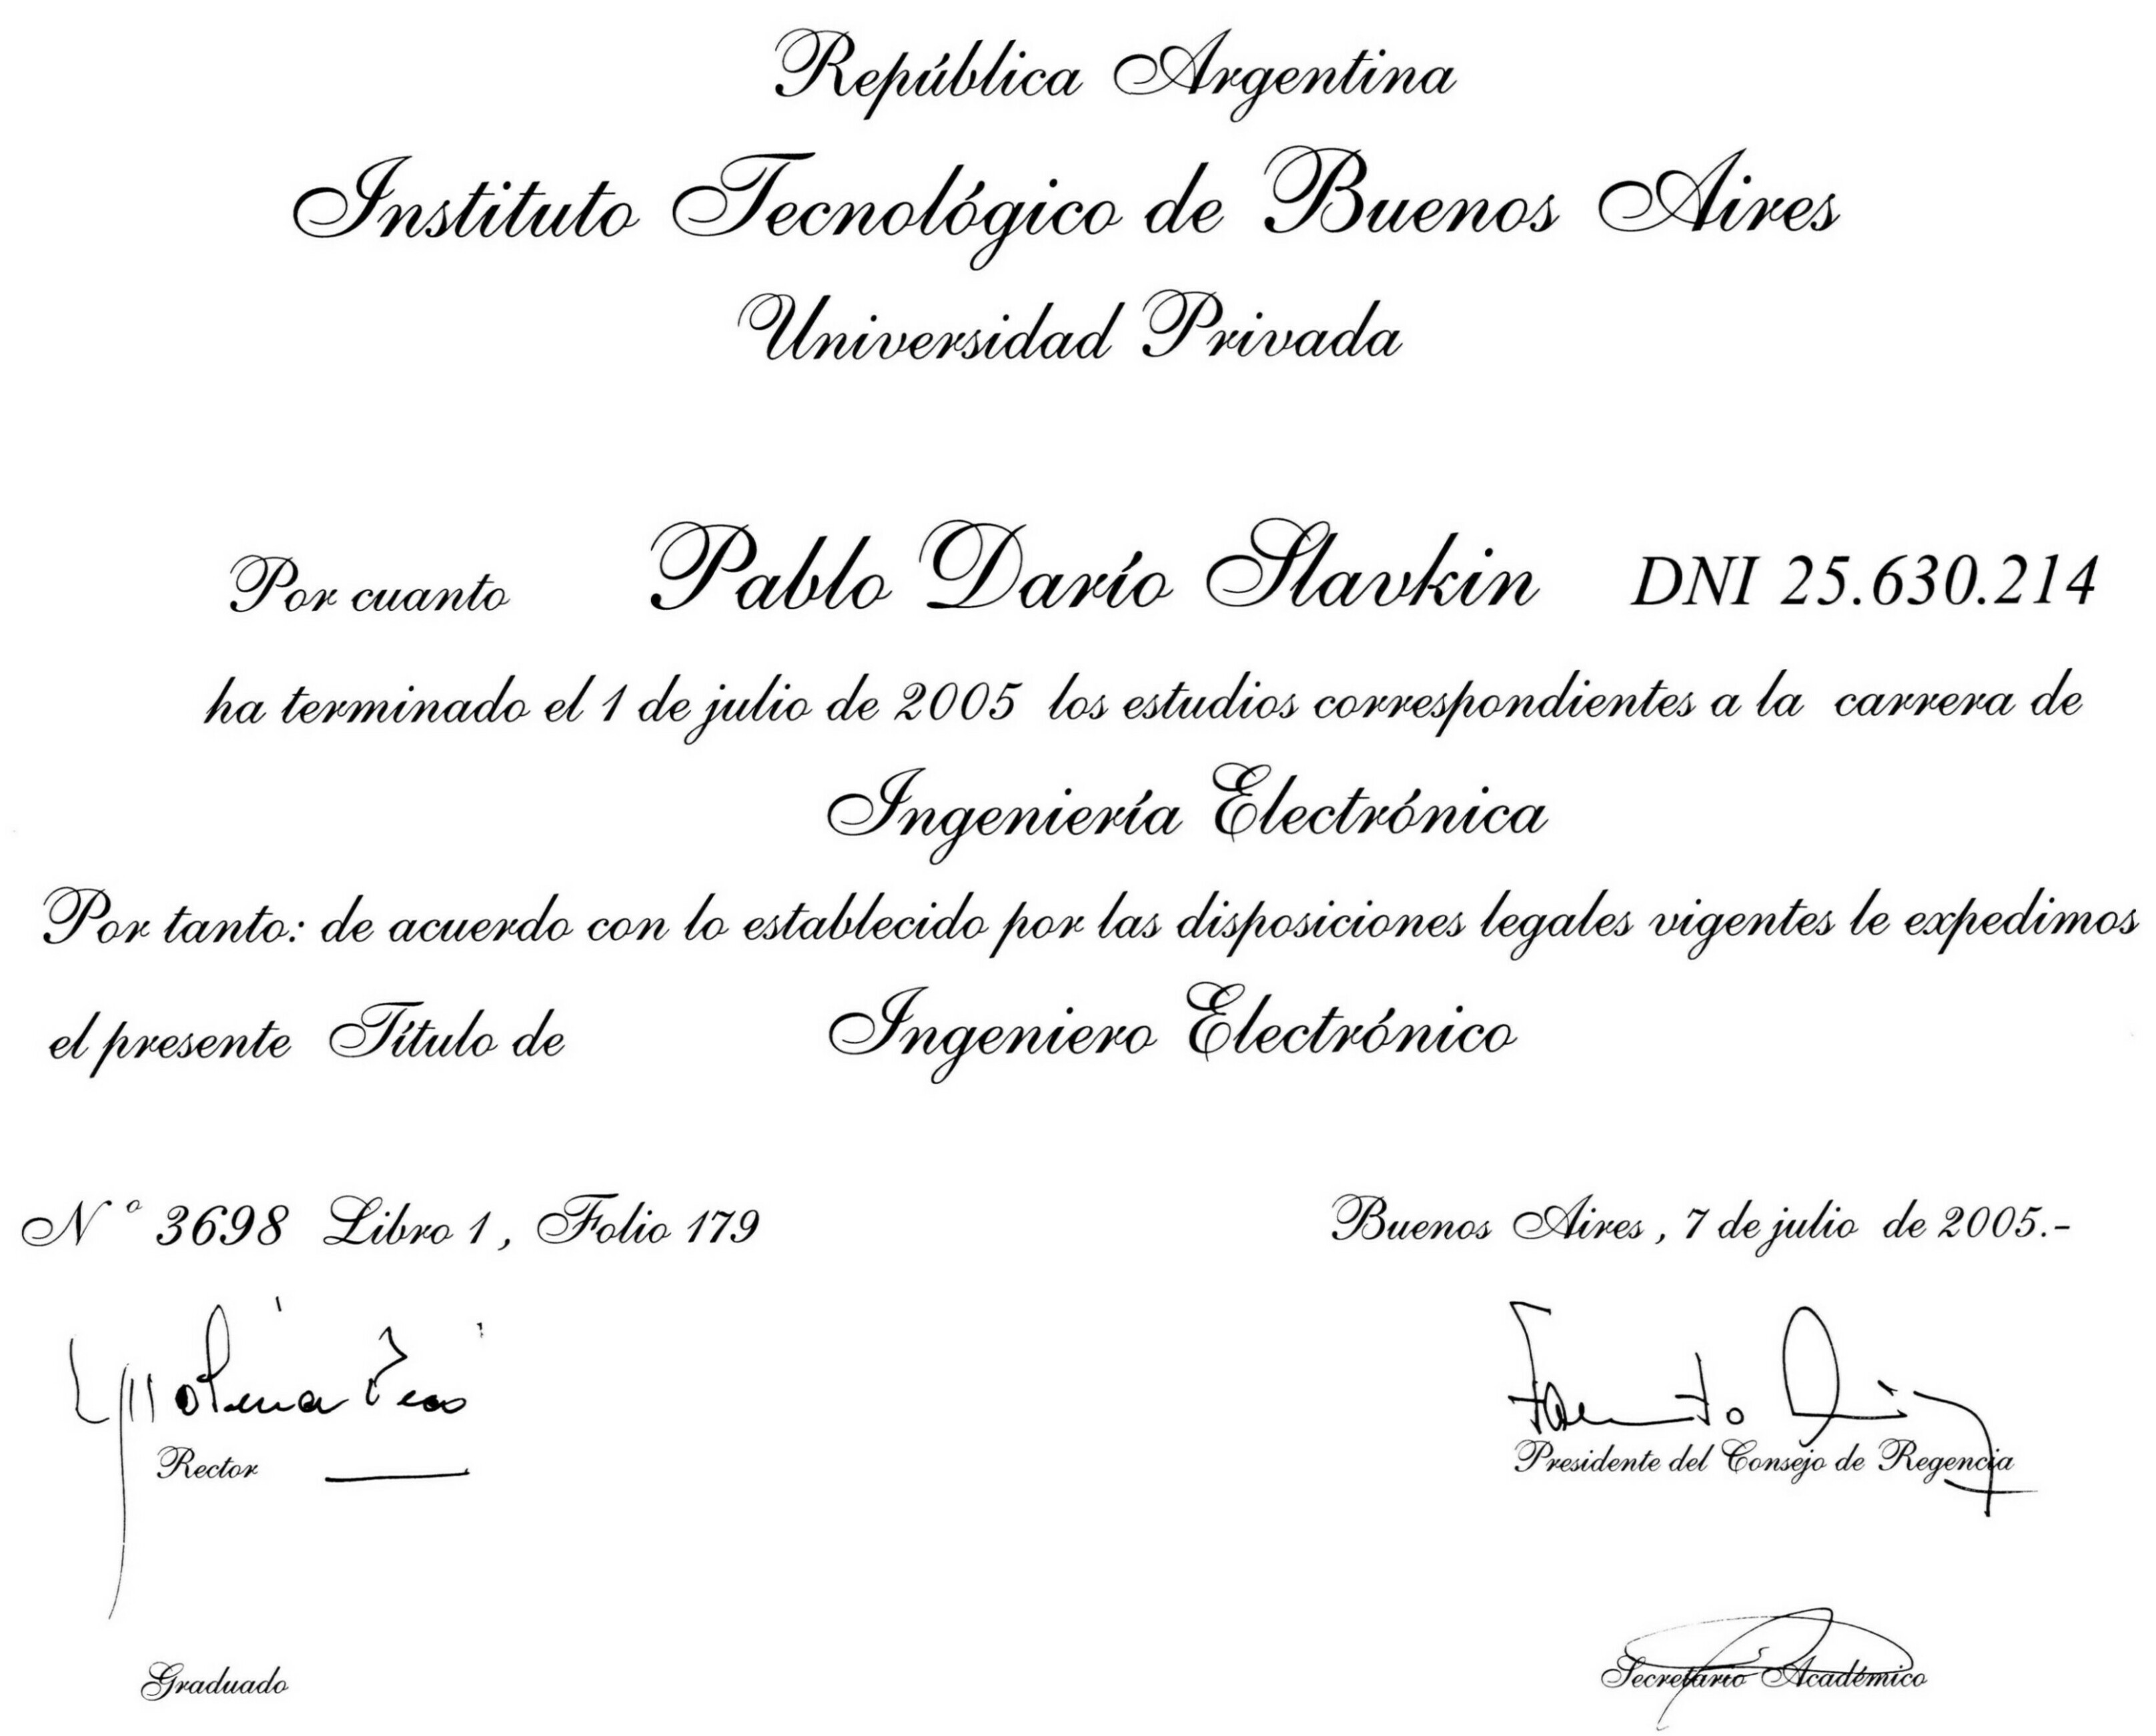 República Argentina
Instituto Tecnológico de Buenos Aires
Universidad Privada
Por cuanto Pablo Darío Slavkin DNI 25.630.214
ha terminado el 1 de julio de 2005 los estudios correspondientes a la carrera de
Ingeniería Electrónica
Por tanto: de acuerdo con lo establecido por las disposiciones legales vigentes le expedimos
el presente Título de Ingeniero Electrónico
Nº 3698 Libro 1, Folio 179 Buenos Aires, 7 de julio de 2005.-
Rector Presidente del Consejo de Regencia
Graduado Secretario Académico